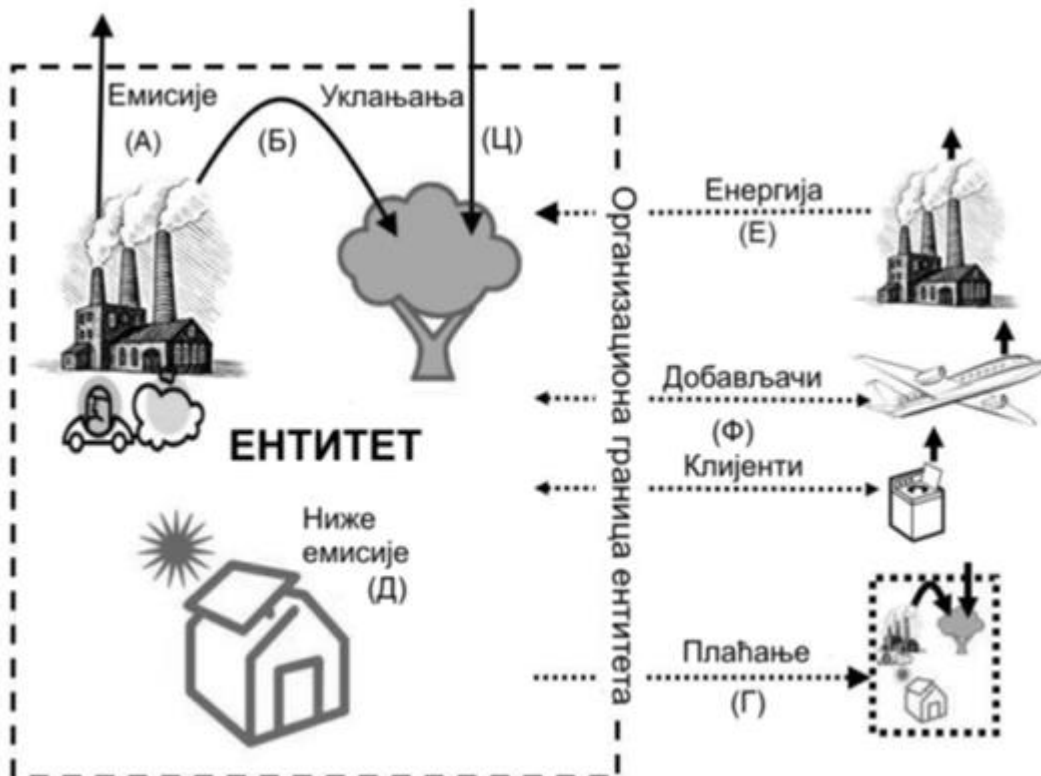 Емисије
(А)
(Б)
Уклањања
(Ц)
ЕНТИТЕТ
Ниже
емисије
(Д)
Организациона граница ентитета
Енергија
(Е)
Добављачи
(Ф)
Клијенти
Плаћање
(Г)